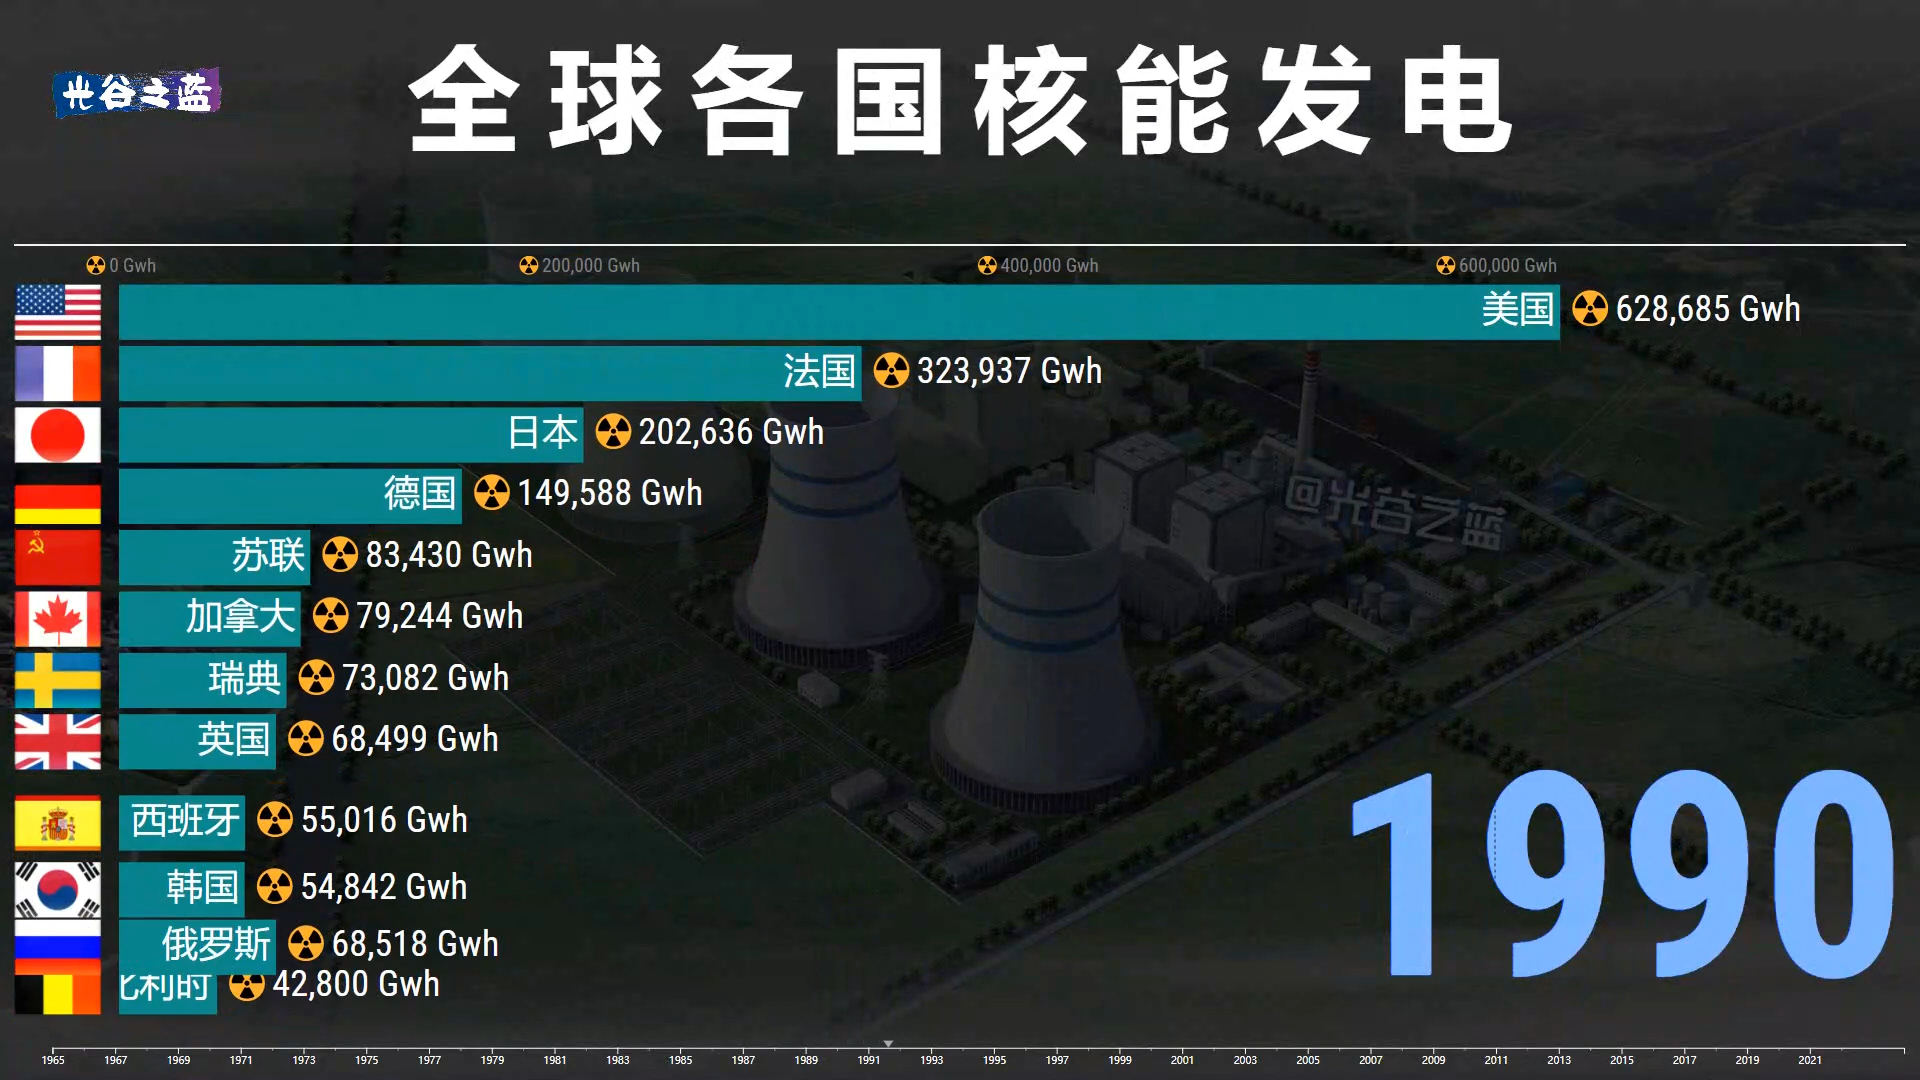 光谷之蓝
全球各国核能发电
0 Gwh 200,000 Gwh 400,000 Gwh 600,000 Gwh
美国 628,685 Gwh
法国 323,937 Gwh
日本 202,636 Gwh
德国 149,588 Gwh
@光谷之蓝
苏联 83,430 Gwh
加拿大 79,244 Gwh
瑞典 73,082 Gwh
英国 68,499 Gwh
西班牙 55,016 Gwh
韩国 54,842 Gwh
俄罗斯 68,518 Gwh
比利时 42,800 Gwh
1990
1965 1967 1969 1971 1973 1975 1977 1979 1981 1983 1985 1987 1989 1991 1993 1995 1997 1999 2001 2003 2005 2007 2009 2011 2013 2015 2017 2019 2021